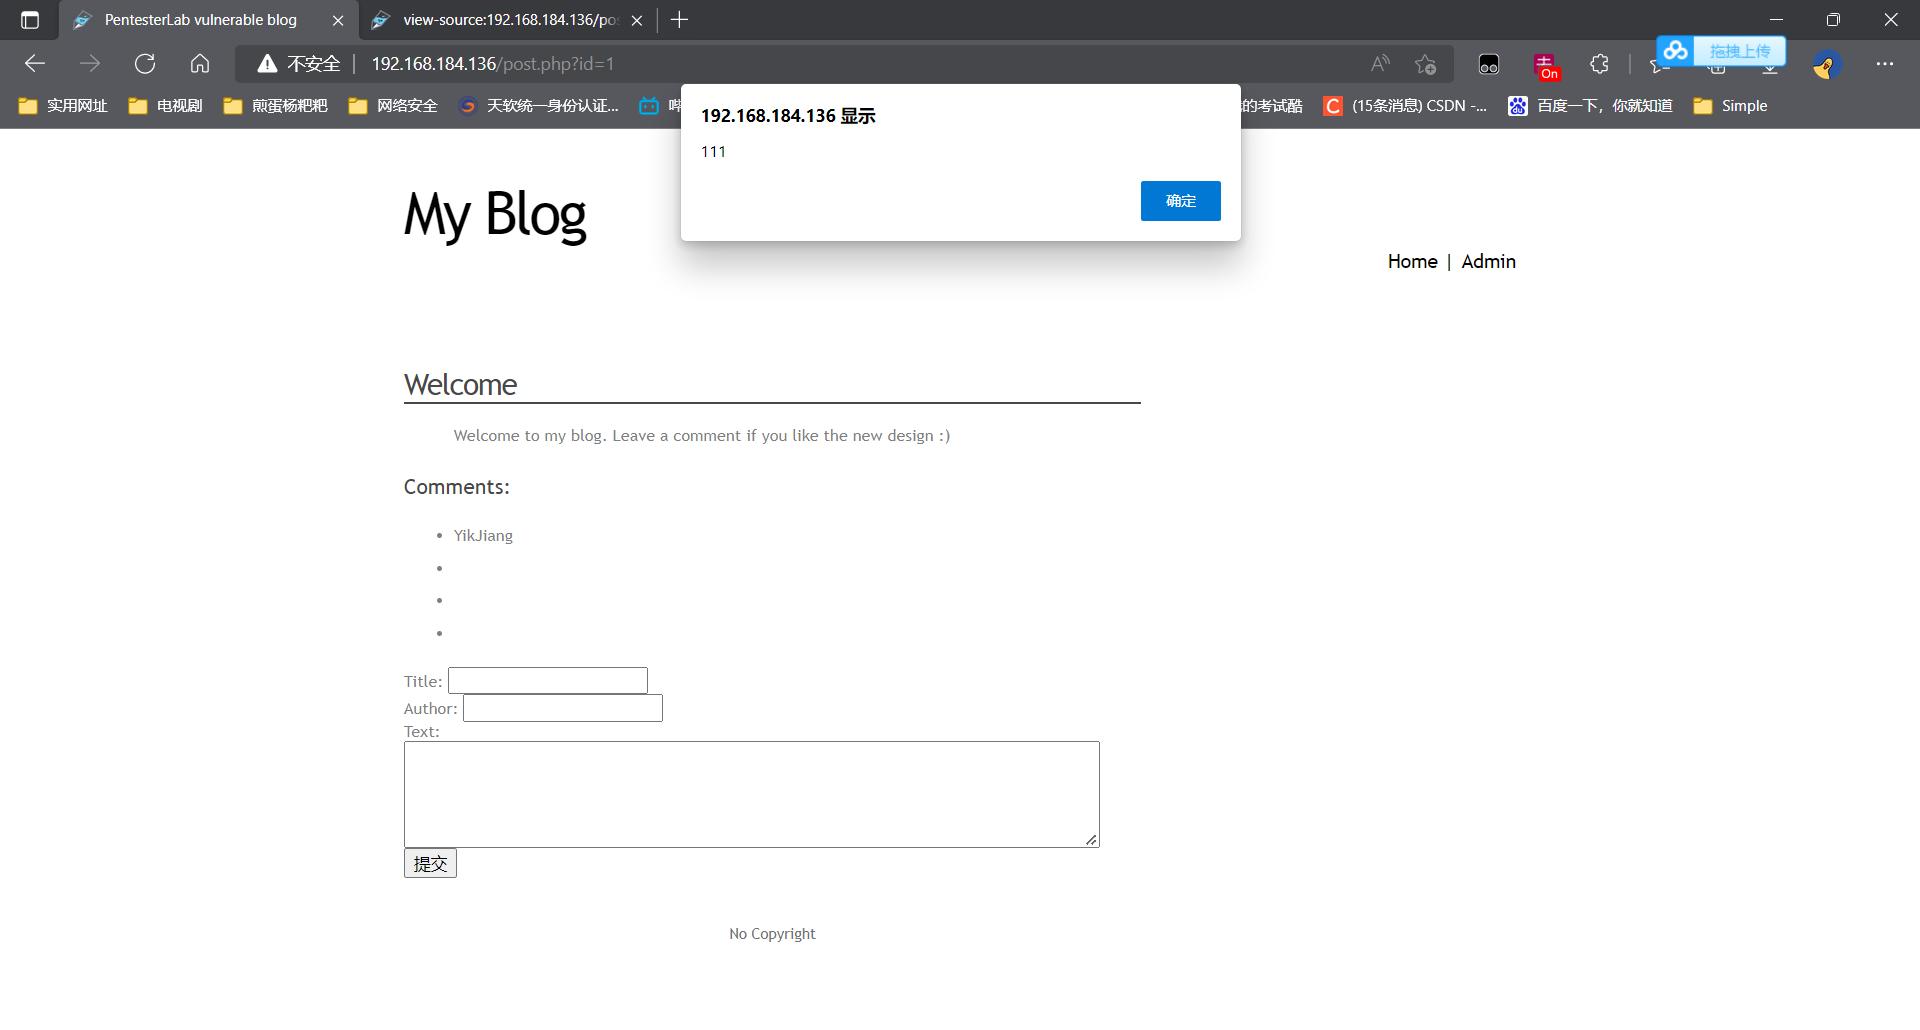 PentesterLab vulnerable blog
view-source:192.168.184.136/po
不安全
192.168.184.136/post.php?id=1
On
拖拽上传
实用网址
电视剧
煎蛋杨粑粑
网络安全
天软统一身份认证...
的考试酷
C
(15条消息) CSDN -...
du
百度一下，你就知道
Simple
192.168.184.136 显示
111
确定
My Blog
Home | Admin
Welcome
Welcome to my blog. Leave a comment if you like the new design :)
Comments:
YikJiang
Title:
Author:
Text:
提交
No Copyright